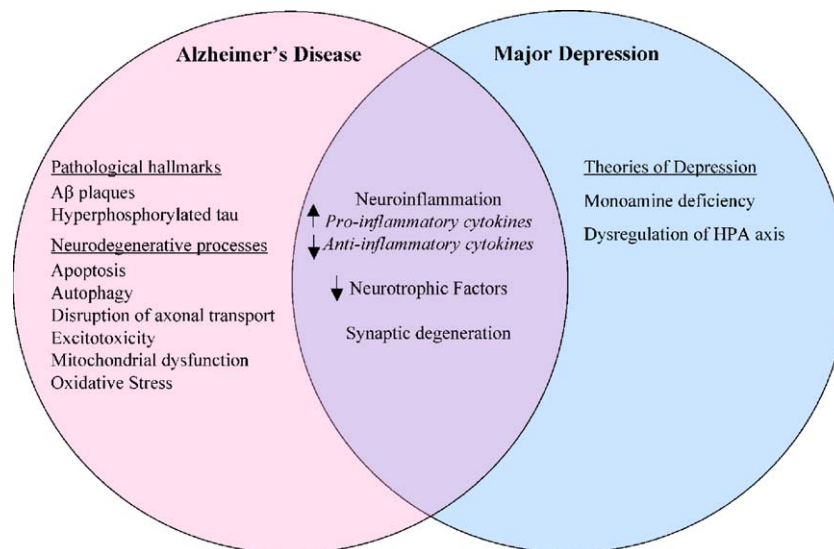 Alzheimer's Disease
Major Depression
Pathological hallmarks
Aβ plaques
Hyperphosphorylated tau
Neurodegenerative processes
Apoptosis
Autophagy
Disruption of axonal transport
Excitotoxicity
Mitochondrial dysfunction
Oxidative Stress
Neuroinflammation
Pro-inflammatory cytokines
Anti-inflammatory cytokines
Neurotrophic Factors
Synaptic degeneration
Theories of Depression
Monoamine deficiency
Dysregulation of HPA axis